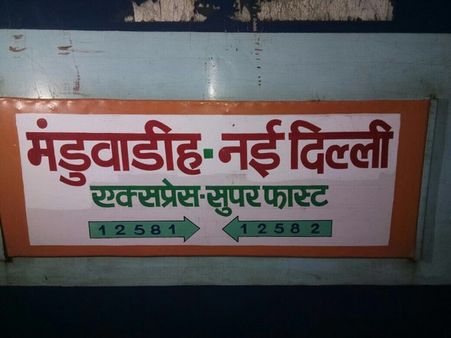 मंडुवाडीह-नई दिल्ली
एक्सप्रेस-सुपर फास्ट
12581 12582